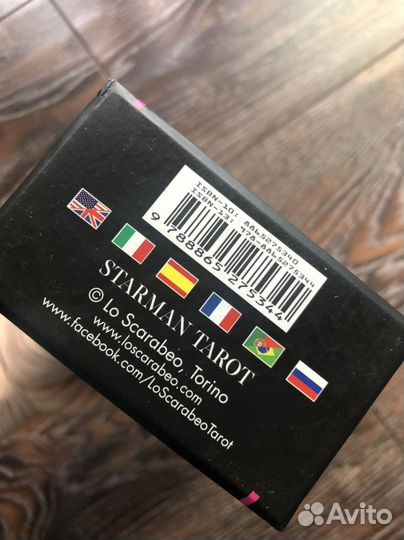 ISBN-10: 8865275340
ISBN-13: 978-8865275344
9 788865 275344
STARMAN TAROT
© Lo Scarabeo, Torino
www.loscarabeo.com
www.facebook.com/LoScarabeoTarot
Avito